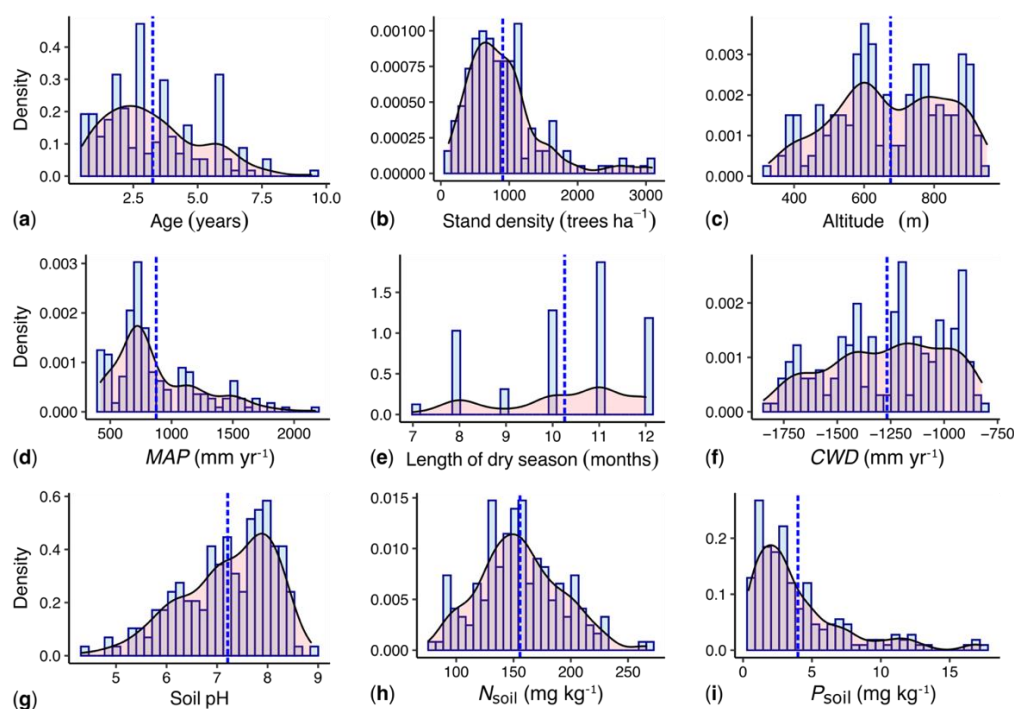 Density
0.4
0.3
0.2
0.1
0.0
2.5 5.0 7.5 10.0
(a) Age (years)
0.00100
0.00075
0.00050
0.00025
0.00000
0 1000 2000 3000
(b) Stand density (trees ha⁻¹)
0.003
0.002
0.001
0.000
400 600 800
(c) Altitude (m)
Density
0.003
0.002
0.001
0.000
500 1000 1500 2000
(d) MAP (mm yr⁻¹)
1.5
1.0
0.5
0.0
7 8 9 10 11 12
(e) Length of dry season (months)
0.002
0.001
0.000
−1750 −1500 −1250 −1000 −750
(f) CWD (mm yr⁻¹)
Density
0.6
0.4
0.2
0.0
5 6 7 8 9
(g) Soil pH
0.015
0.010
0.005
0.000
100 150 200 250
(h) Nsoil (mg kg⁻¹)
0.2
0.1
0.0
0 5 10 15
(i) Psoil (mg kg⁻¹)